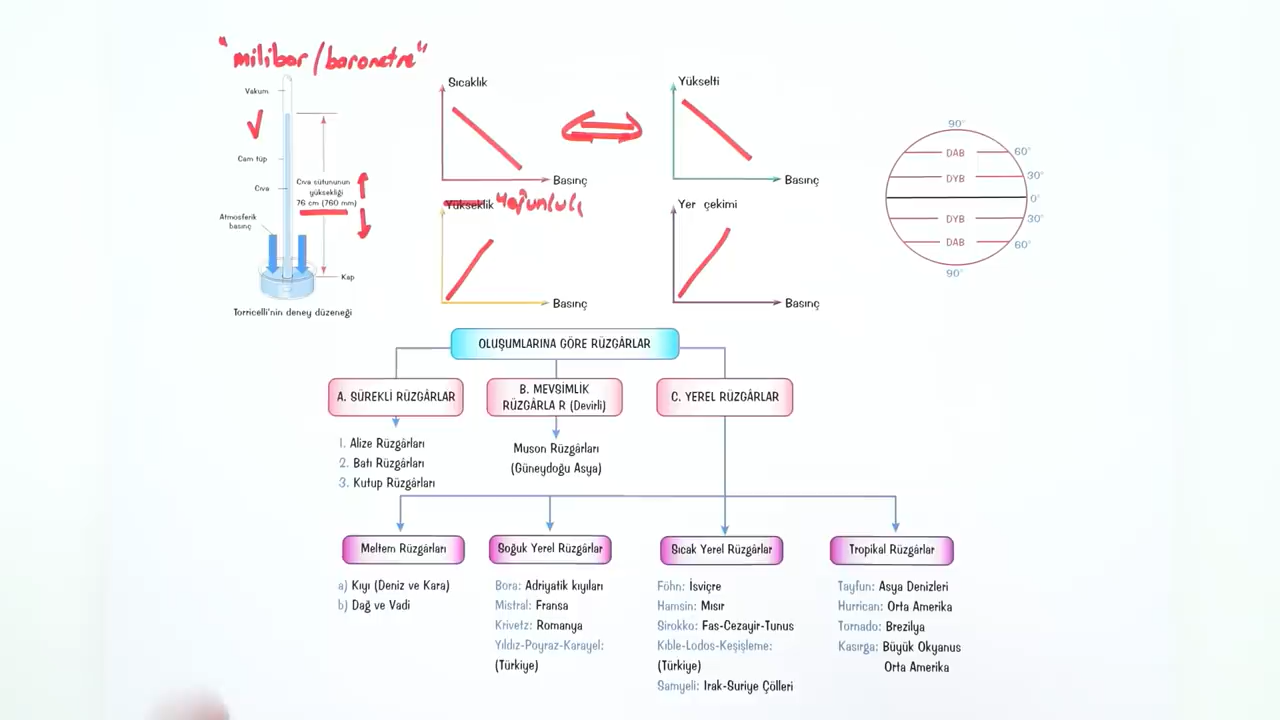 "milibar/barometre"
Vakum
Cam tüp
Cıva
Cıva sütununun
yüksekliği
76 cm (760 mm)
Atmosferik
basınç
Kap
Torricelli'nin deney düzeneği
Sıcaklık
Basınç
Yükselti
Basınç
Yükseklik
Basınç
Yer çekimi
Basınç
90°
DAB
60°
DYB
30°
0°
DYB
30°
DAB
60°
90°
OLUŞUMLARINA GÖRE RÜZGÂRLAR
A. SÜREKLİ RÜZGÂRLAR
1. Alize Rüzgârları
2. Batı Rüzgârları
3. Kutup Rüzgârları
B. MEVSİMLİK
RÜZGÂRLA R (Devirli)
Muson Rüzgârları
(Güneydoğu Asya)
C. YEREL RÜZGÂRLAR
Meltem Rüzgârları
a) Kıyı (Deniz ve Kara)
b) Dağ ve Vadi
Soğuk Yerel Rüzgârlar
Bora: Adriyatik kıyıları
Mistral: Fransa
Krivetz: Romanya
Yıldız-Poyraz-Karayel:
(Türkiye)
Sıcak Yerel Rüzgârlar
Föhn: İsviçre
Hamsin: Mısır
Sirokko: Fas-Cezayir-Tunus
Kıble-Lodos-Keşişleme:
(Türkiye)
Samyeli: Irak-Suriye Çölleri
Tropikal Rüzgârlar
Tayfun: Asya Denizleri
Hurrican: Orta Amerika
Tornado: Brezilya
Kasırga: Büyük Okyanus
Orta Amerika